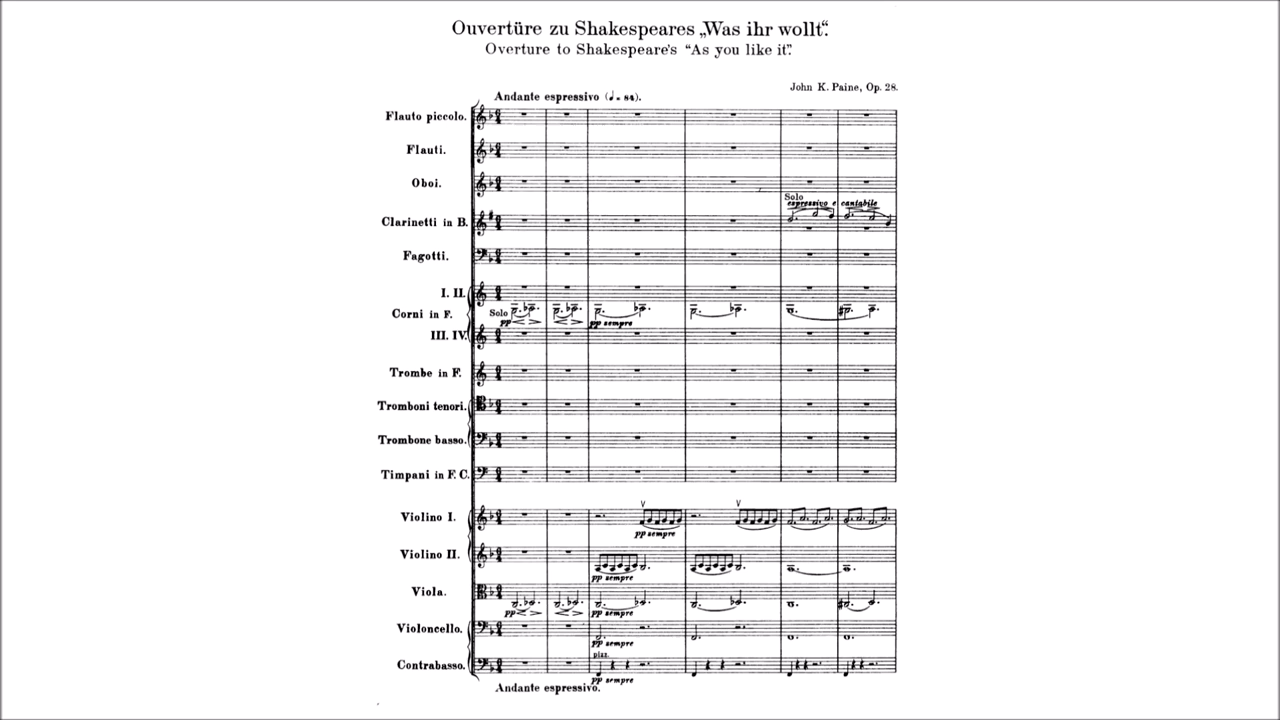 Ouvertüre zu Shakespeares „Was ihr wollt“.
Overture to Shakespeare's “As you like it”.
John K. Paine, Op. 28.
Andante espressivo (♩. = 84).
Flauto piccolo.
Flauti.
Oboi.
Solo
espressivo e cantabile
Clarinetti in B.
Fagotti.
I. II.
Corni in F.
Solo
pp
pp sempre
III. IV.
Trombe in F.
Tromboni tenori.
Trombone basso.
Timpani in F. C.
Violino I.
pp sempre
Violino II.
pp sempre
Viola.
pp
pp sempre
Violoncello.
pp sempre
pizz.
Contrabasso.
pp sempre
Andante espressivo.